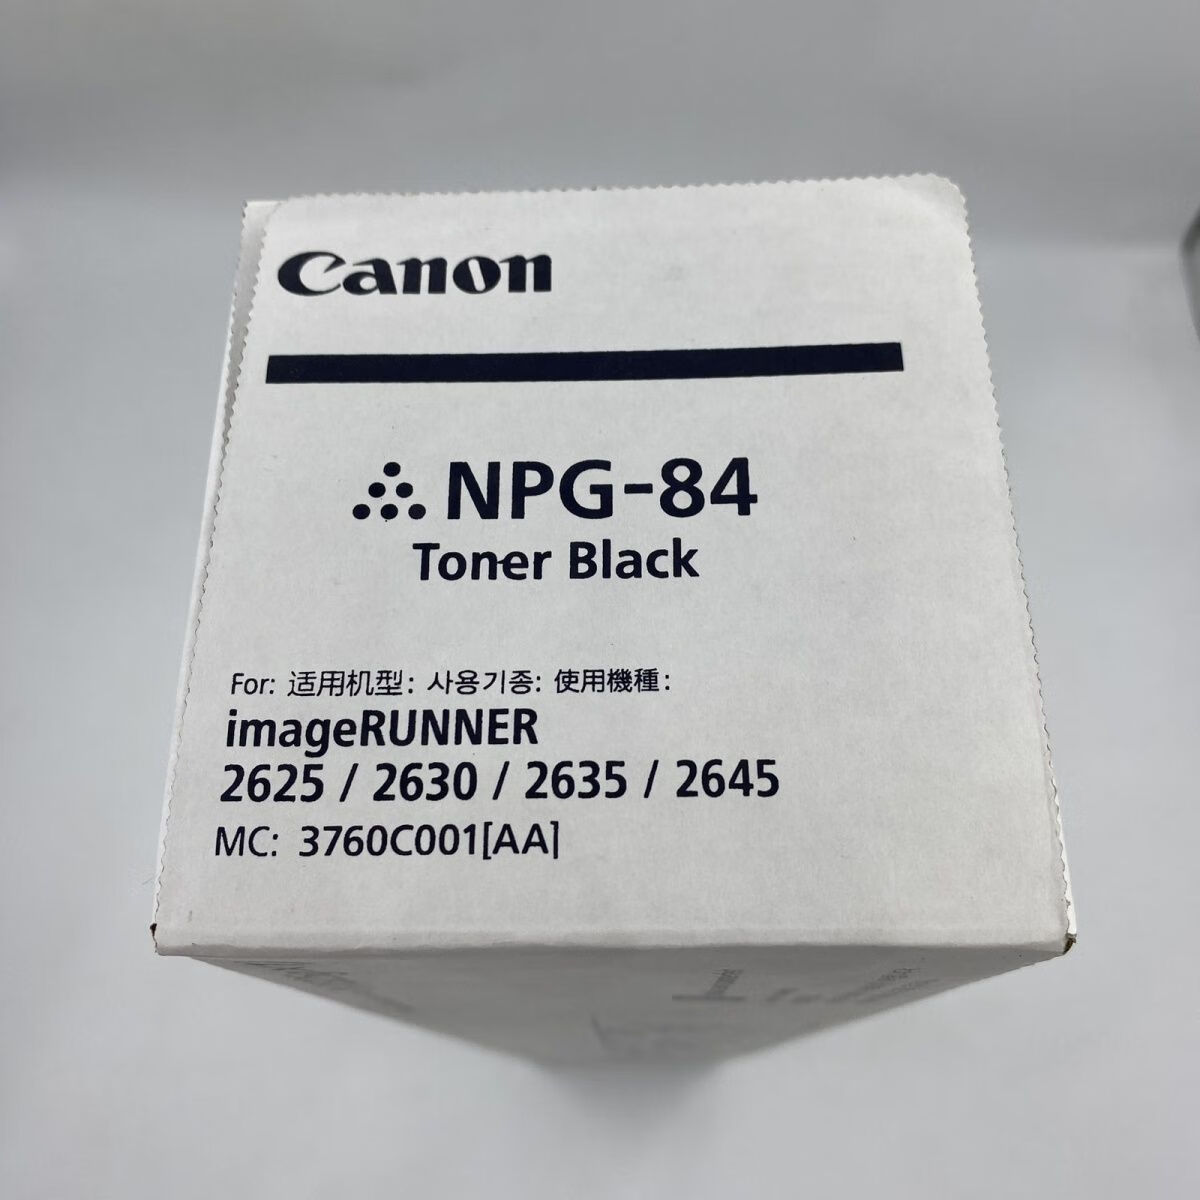 Canon
NPG-84
Toner Black
For: 适用机型: 사용기종: 使用機種:
imageRUNNER
2625 / 2630 / 2635 / 2645
MC: 3760C001[AA]